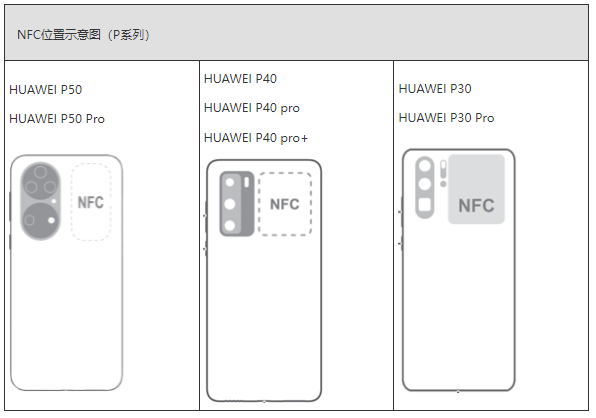 NFC位置示意图（P系列）
HUAWEI P50
HUAWEI P50 Pro
NFC
HUAWEI P40
HUAWEI P40 pro
HUAWEI P40 pro+
NFC
HUAWEI P30
HUAWEI P30 Pro
NFC